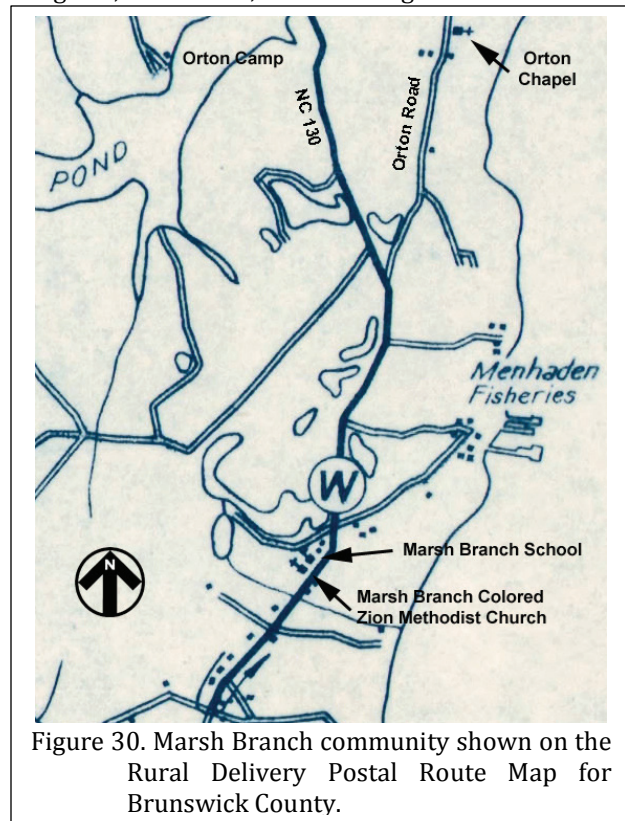 Orton Camp
Orton
Chapel
NC 130
Orton Road
POND
Menhaden
Fisheries
W
N
Marsh Branch School
Marsh Branch Colored
Zion Methodist Church
Figure 30. Marsh Branch community shown on the
Rural Delivery Postal Route Map for
Brunswick County.